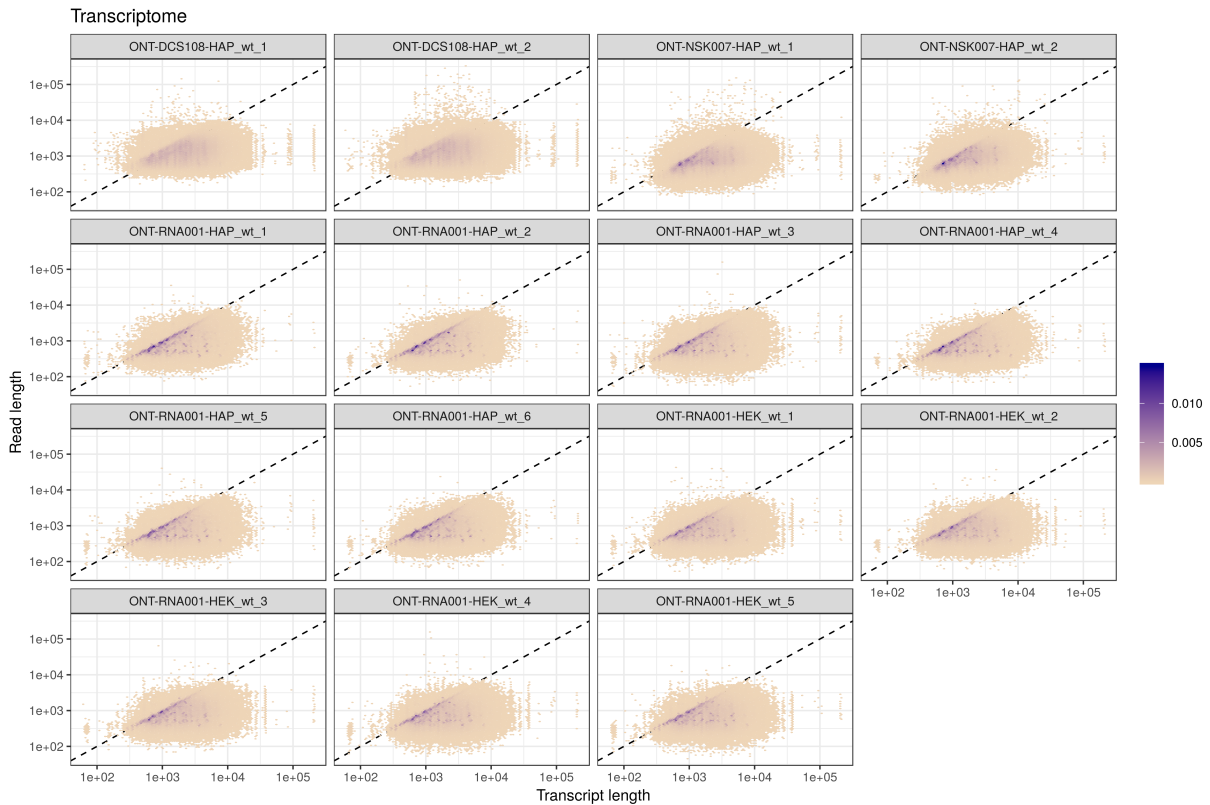 Transcriptome
ONT-DCS108-HAP_wt_1 ONT-DCS108-HAP_wt_2 ONT-NSK007-HAP_wt_1 ONT-NSK007-HAP_wt_2
1e+05
1e+04
1e+03
1e+02
ONT-RNA001-HAP_wt_1 ONT-RNA001-HAP_wt_2 ONT-RNA001-HAP_wt_3 ONT-RNA001-HAP_wt_4
1e+05
1e+04
1e+03
1e+02
Read length
0.010
0.005
ONT-RNA001-HAP_wt_5 ONT-RNA001-HAP_wt_6 ONT-RNA001-HEK_wt_1 ONT-RNA001-HEK_wt_2
1e+05
1e+04
1e+03
1e+02
1e+02 1e+03 1e+04 1e+05
ONT-RNA001-HEK_wt_3 ONT-RNA001-HEK_wt_4 ONT-RNA001-HEK_wt_5
1e+05
1e+04
1e+03
1e+02
1e+02 1e+03 1e+04 1e+05 1e+02 1e+03 1e+04 1e+05 1e+02 1e+03 1e+04 1e+05
Transcript length